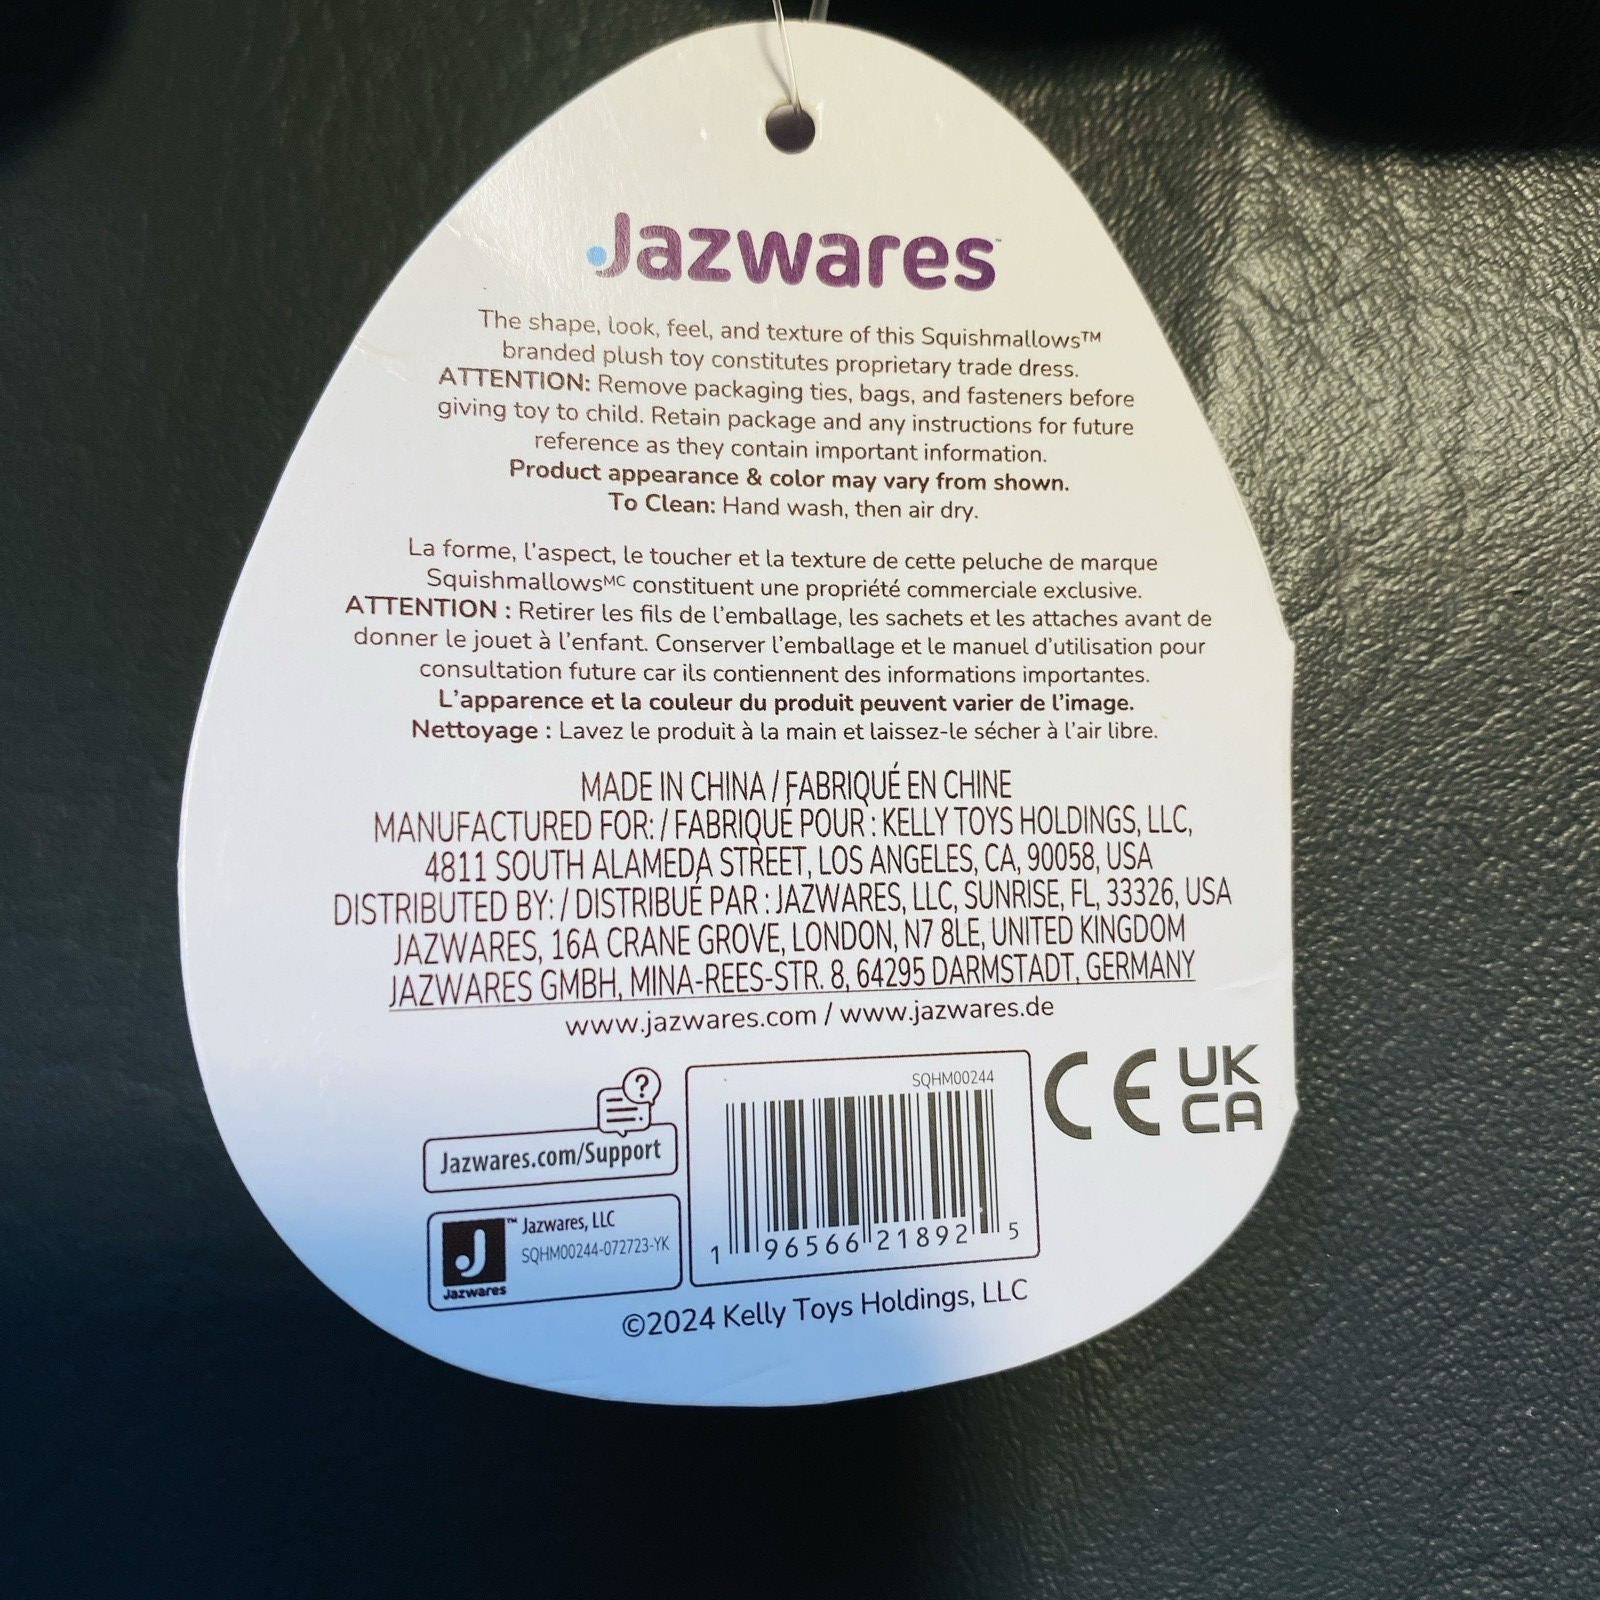 Jazwares™
The shape, look, feel, and texture of this Squishmallows™
branded plush toy constitutes proprietary trade dress.
ATTENTION: Remove packaging ties, bags, and fasteners before
giving toy to child. Retain package and any instructions for future
reference as they contain important information.
Product appearance & color may vary from shown.
To Clean: Hand wash, then air dry.
La forme, l'aspect, le toucher et la texture de cette peluche de marque
Squishmallowsᴹᶜ constituent une propriété commerciale exclusive.
ATTENTION : Retirer les fils de l'emballage, les sachets et les attaches avant de
donner le jouet à l'enfant. Conserver l'emballage et le manuel d'utilisation pour
consultation future car ils contiennent des informations importantes.
L'apparence et la couleur du produit peuvent varier de l'image.
Nettoyage : Lavez le produit à la main et laissez-le sécher à l'air libre.
MADE IN CHINA / FABRIQUÉ EN CHINE
MANUFACTURED FOR: / FABRIQUÉ POUR : KELLY TOYS HOLDINGS, LLC,
4811 SOUTH ALAMEDA STREET, LOS ANGELES, CA, 90058, USA
DISTRIBUTED BY: / DISTRIBUÉ PAR : JAZWARES, LLC, SUNRISE, FL, 33326, USA
JAZWARES, 16A CRANE GROVE, LONDON, N7 8LE, UNITED KINGDOM
JAZWARES GMBH, MINA-REES-STR. 8, 64295 DARMSTADT, GERMANY
www.jazwares.com / www.jazwares.de
?
Jazwares.com/Support
J™ Jazwares, LLC
SQHM00244-072723-YK
Jazwares
SQHM00244
1 96566 21892 5
CE
UK
CA
©2024 Kelly Toys Holdings, LLC